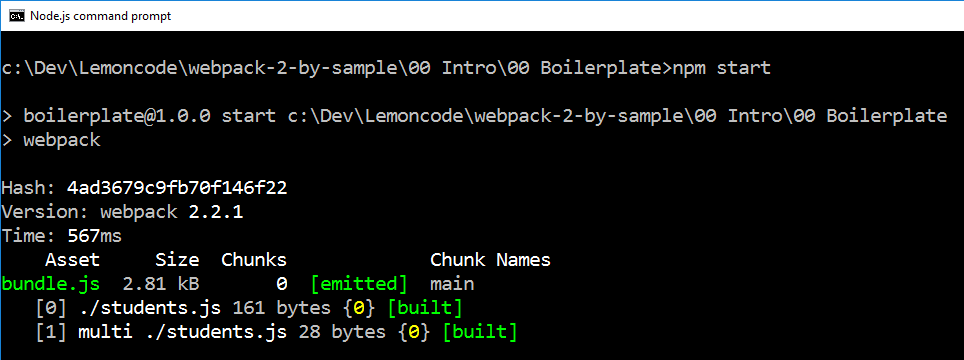 Node.js command prompt
c:\Dev\Lemoncode\webpack-2-by-sample\00 Intro\00 Boilerplate>npm start
> boilerplate@1.0.0 start c:\Dev\Lemoncode\webpack-2-by-sample\00 Intro\00 Boilerplate
> webpack
Hash: 4ad3679c9fb70f146f22
Version: webpack 2.2.1
Time: 567ms
    Asset     Size  Chunks             Chunk Names
bundle.js  2.81 kB       0  [emitted]  main
   [0] ./students.js 161 bytes {0} [built]
   [1] multi ./students.js 28 bytes {0} [built]